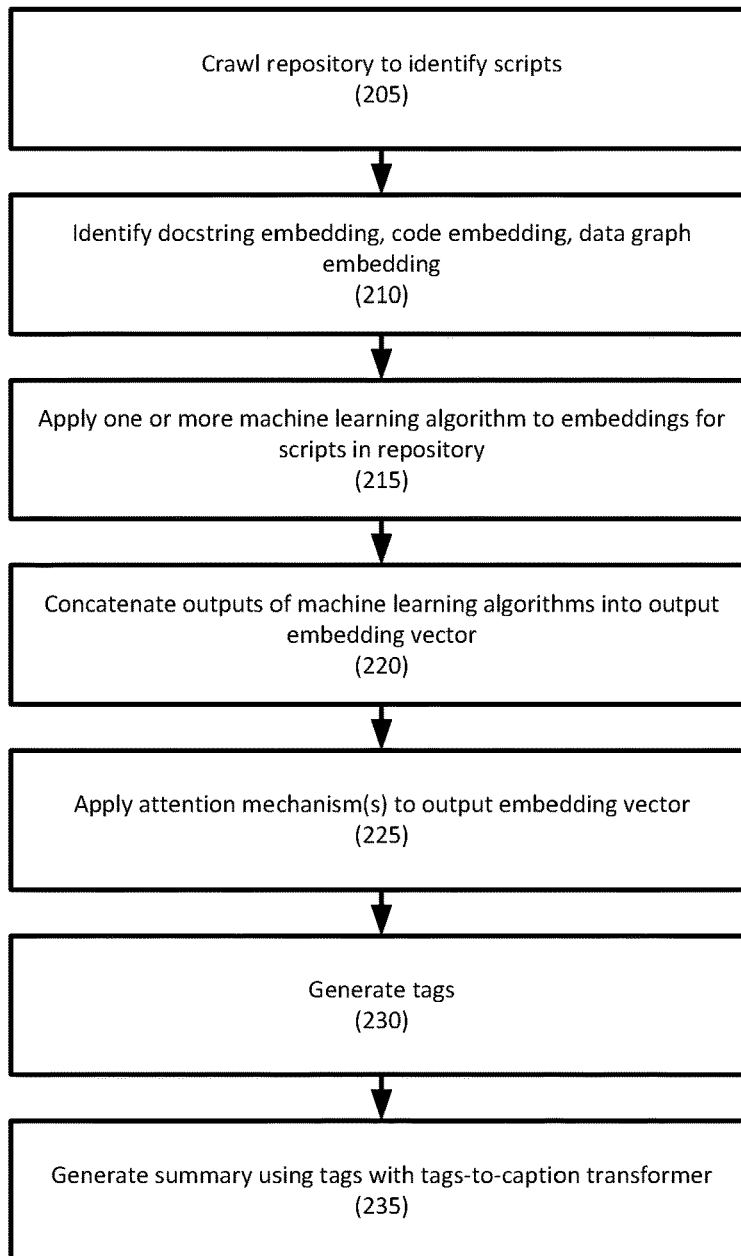 Crawl repository to identify scripts
(205)
Identify docstring embedding, code embedding, data graph
embedding
(210)
Apply one or more machine learning algorithm to embeddings for
scripts in repository
(215)
Concatenate outputs of machine learning algorithms into output
embedding vector
(220)
Apply attention mechanism(s) to output embedding vector
(225)
Generate tags
(230)
Generate summary using tags with tags-to-caption transformer
(235)